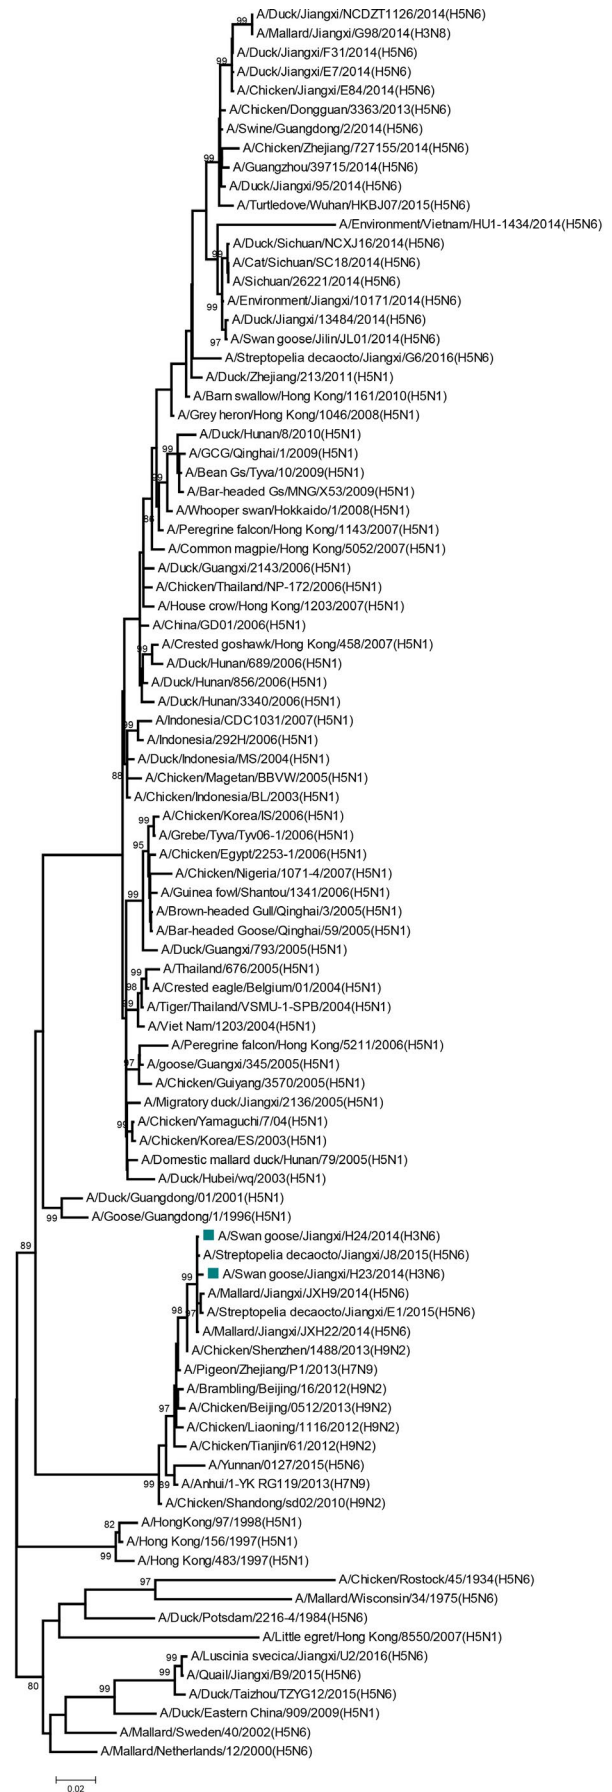 A/Duck/Jiangxi/NCDZT1126/2014(H5N6)
99
A/Mallard/Jiangxi/G98/2014(H3N8)
A/Duck/Jiangxi/F31/2014(H5N6)
99
A/Duck/Jiangxi/E7/2014(H5N6)
A/Chicken/Jiangxi/E84/2014(H5N6)
A/Chicken/Dongguan/3363/2013(H5N6)
A/Swine/Guangdong/2/2014(H5N6)
A/Chicken/Zhejiang/727155/2014(H5N6)
99
A/Guangzhou/39715/2014(H5N6)
A/Duck/Jiangxi/95/2014(H5N6)
A/Turtledove/Wuhan/HKBJ07/2015(H5N6)
A/Environment/Vietnam/HU1-1434/2014(H5N6)
A/Duck/Sichuan/NCXJ16/2014(H5N6)
99
A/Cat/Sichuan/SC18/2014(H5N6)
A/Sichuan/26221/2014(H5N6)
A/Environment/Jiangxi/10171/2014(H5N6)
99
A/Duck/Jiangxi/13484/2014(H5N6)
97
A/Swan goose/Jilin/JL01/2014(H5N6)
A/Streptopelia decaocto/Jiangxi/G6/2016(H5N6)
A/Duck/Zhejiang/213/2011(H5N1)
A/Barn swallow/Hong Kong/1161/2010(H5N1)
A/Grey heron/Hong Kong/1046/2008(H5N1)
A/Duck/Hunan/8/2010(H5N1)
99
A/GCG/Qinghai/1/2009(H5N1)
A/Bean Gs/Tyva/10/2009(H5N1)
99
A/Bar-headed Gs/MNG/X53/2009(H5N1)
A/Whooper swan/Hokkaido/1/2008(H5N1)
86
A/Peregrine falcon/Hong Kong/1143/2007(H5N1)
A/Common magpie/Hong Kong/5052/2007(H5N1)
A/Duck/Guangxi/2143/2006(H5N1)
A/Chicken/Thailand/NP-172/2006(H5N1)
A/House crow/Hong Kong/1203/2007(H5N1)
A/China/GD01/2006(H5N1)
A/Crested goshawk/Hong Kong/458/2007(H5N1)
99
A/Duck/Hunan/689/2006(H5N1)
A/Duck/Hunan/856/2006(H5N1)
A/Duck/Hunan/3340/2006(H5N1)
A/Indonesia/CDC1031/2007(H5N1)
99
A/Indonesia/292H/2006(H5N1)
A/Duck/Indonesia/MS/2004(H5N1)
88
A/Chicken/Magetan/BBVW/2005(H5N1)
A/Chicken/Indonesia/BL/2003(H5N1)
A/Chicken/Korea/IS/2006(H5N1)
99
A/Grebe/Tyva/Tyv06-1/2006(H5N1)
95
A/Chicken/Egypt/2253-1/2006(H5N1)
A/Chicken/Nigeria/1071-4/2007(H5N1)
99
A/Guinea fowl/Shantou/1341/2006(H5N1)
A/Brown-headed Gull/Qinghai/3/2005(H5N1)
A/Bar-headed Goose/Qinghai/59/2005(H5N1)
A/Duck/Guangxi/793/2005(H5N1)
A/Thailand/676/2005(H5N1)
99
A/Crested eagle/Belgium/01/2004(H5N1)
98
A/Tiger/Thailand/VSMU-1-SPB/2004(H5N1)
99
A/Viet Nam/1203/2004(H5N1)
A/Peregrine falcon/Hong Kong/5211/2006(H5N1)
97
A/goose/Guangxi/345/2005(H5N1)
A/Chicken/Guiyang/3570/2005(H5N1)
A/Migratory duck/Jiangxi/2136/2005(H5N1)
A/Chicken/Yamaguchi/7/04(H5N1)
99
A/Chicken/Korea/ES/2003(H5N1)
A/Domestic mallard duck/Hunan/79/2005(H5N1)
A/Duck/Hubei/wq/2003(H5N1)
A/Duck/Guangdong/01/2001(H5N1)
99
A/Goose/Guangdong/1/1996(H5N1)
89
A/Swan goose/Jiangxi/H24/2014(H3N6)
A/Streptopelia decaocto/Jiangxi/J8/2015(H5N6)
99
A/Swan goose/Jiangxi/H23/2014(H3N6)
A/Mallard/Jiangxi/JXH9/2014(H5N6)
98
97
A/Streptopelia decaocto/Jiangxi/E1/2015(H5N6)
A/Mallard/Jiangxi/JXH22/2014(H5N6)
A/Chicken/Shenzhen/1488/2013(H9N2)
A/Pigeon/Zhejiang/P1/2013(H7N9)
A/Brambling/Beijing/16/2012(H9N2)
97
A/Chicken/Beijing/0512/2013(H9N2)
A/Chicken/Liaoning/1116/2012(H9N2)
A/Chicken/Tianjin/61/2012(H9N2)
A/Yunnan/0127/2015(H5N6)
99
89
A/Anhui/1-YK RG119/2013(H7N9)
A/Chicken/Shandong/sd02/2010(H9N2)
A/HongKong/97/1998(H5N1)
82
A/Hong Kong/156/1997(H5N1)
99
A/Hong Kong/483/1997(H5N1)
97
A/Chicken/Rostock/45/1934(H5N6)
A/Mallard/Wisconsin/34/1975(H5N6)
A/Duck/Potsdam/2216-4/1984(H5N6)
A/Little egret/Hong Kong/8550/2007(H5N1)
A/Luscinia svecica/Jiangxi/U2/2016(H5N6)
99
A/Quail/Jiangxi/B9/2015(H5N6)
80
99
99
A/Duck/Taizhou/TZYG12/2015(H5N6)
A/Duck/Eastern China/909/2009(H5N1)
A/Mallard/Sweden/40/2002(H5N6)
A/Mallard/Netherlands/12/2000(H5N6)
0.02